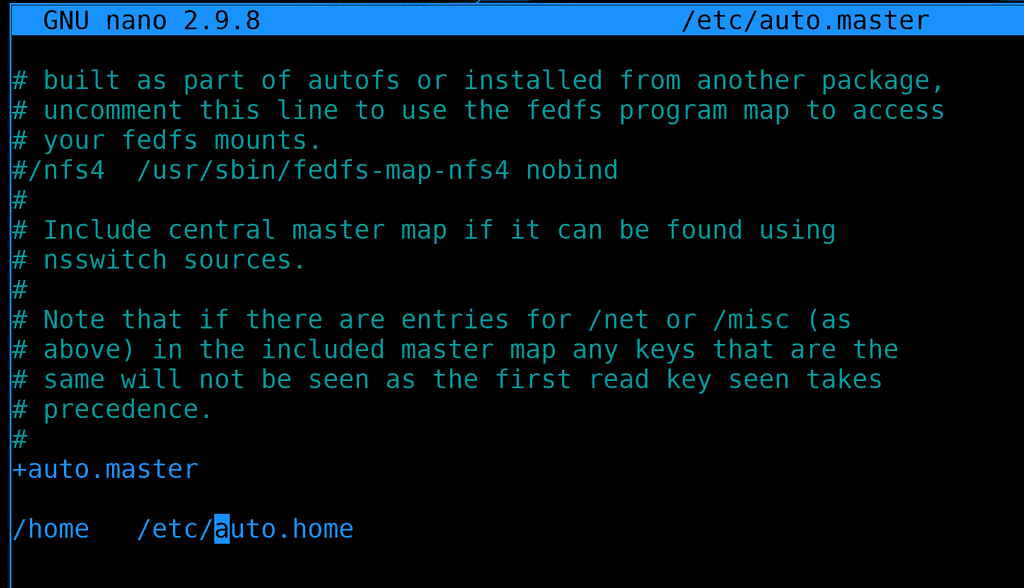 GNU nano 2.9.8 /etc/auto.master
# built as part of autofs or installed from another package,
# uncomment this line to use the fedfs program map to access
# your fedfs mounts.
#/nfs4  /usr/sbin/fedfs-map-nfs4 nobind
#
# Include central master map if it can be found using
# nsswitch sources.
#
# Note that if there are entries for /net or /misc (as
# above) in the included master map any keys that are the
# same will not be seen as the first read key seen takes
# precedence.
#
+auto.master
/home   /etc/auto.home